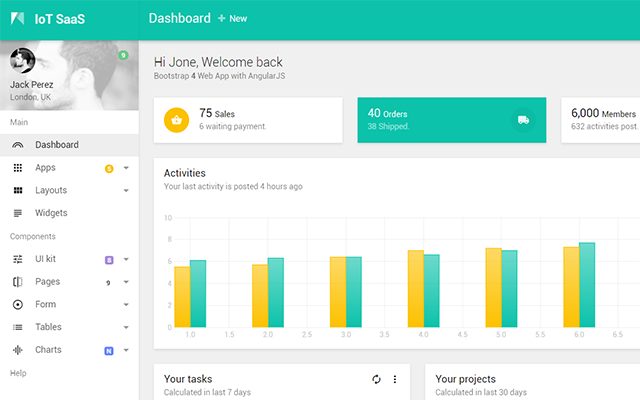 IoT SaaS
Dashboard + New
9
Jack Perez
London, UK
Main
Dashboard
Apps 5
Layouts
Widgets
Components
UI kit 8
Pages 9
Form
Tables
Charts N
Help
Hi Jone, Welcome back
Bootstrap 4 Web App with AngularJS
75 Sales
6 waiting payment.
40 Orders
38 Shipped.
6,000 Members
632 activities post
Activities
Your last activity is posted 4 hours ago
10
8
6
4
2
0
1.0 1.5 2.0 2.5 3.0 3.5 4.0 4.5 5.0 5.5 6.0 6.5
Your tasks
Calculated in last 7 days
Your projects
Calculated in last 30 days